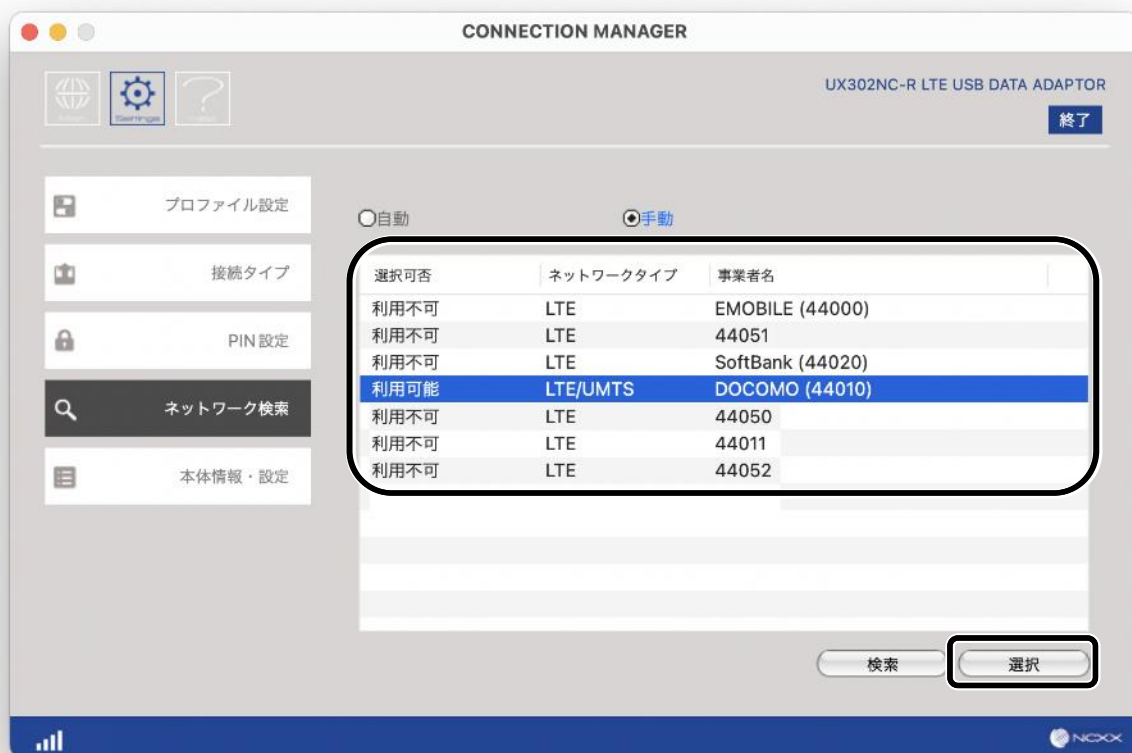 CONNECTION MANAGER
UX302NC-R LTE USB DATA ADAPTOR
Settings
終了
プロファイル設定
接続タイプ
PIN 設定
ネットワーク検索
本体情報・設定
自動 手動
選択可否 ネットワークタイプ 事業者名
利用不可 LTE EMOBILE (44000)
利用不可 LTE 44051
利用不可 LTE SoftBank (44020)
利用可能 LTE/UMTS DOCOMO (44010)
利用不可 LTE 44050
利用不可 LTE 44011
利用不可 LTE 44052
検索 選択
NCXX